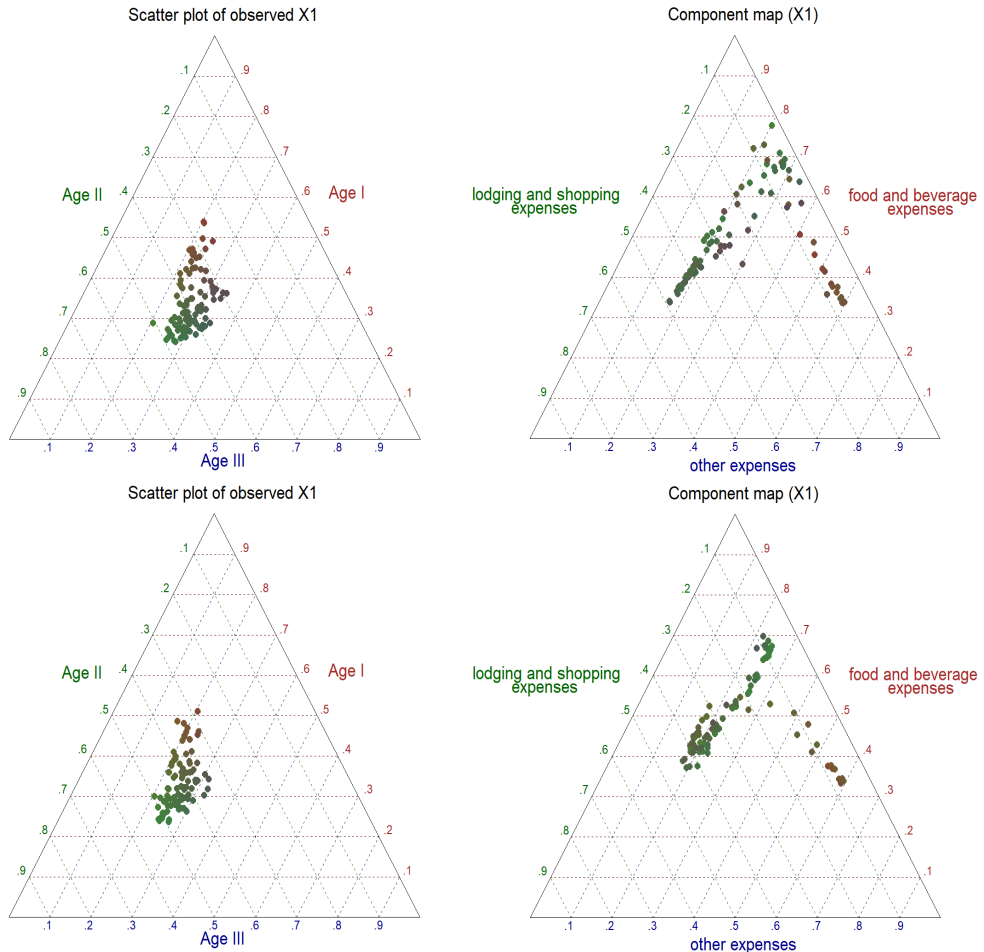 Scatter plot of observed X1
Component map (X1)
.1 .9
.2 .8
.3 .7
.4 .6
Age II Age I
.5 .5
.6 .4
.7 .3
.8 .2
.9 .1
.1 .2 .3 .4 .5 .6 .7 .8 .9
Age III
.1 .9
.2 .8
.3 .7
.4 .6
lodging and shopping
expenses
food and beverage
expenses
.5 .5
.6 .4
.7 .3
.8 .2
.9 .1
.1 .2 .3 .4 .5 .6 .7 .8 .9
other expenses
Scatter plot of observed X1
Component map (X1)
.1 .9
.2 .8
.3 .7
.4 .6
Age II Age I
.5 .5
.6 .4
.7 .3
.8 .2
.9 .1
.1 .2 .3 .4 .5 .6 .7 .8 .9
Age III
.1 .9
.2 .8
.3 .7
.4 .6
lodging and shopping
expenses
food and beverage
expenses
.5 .5
.6 .4
.7 .3
.8 .2
.9 .1
.1 .2 .3 .4 .5 .6 .7 .8 .9
other expenses